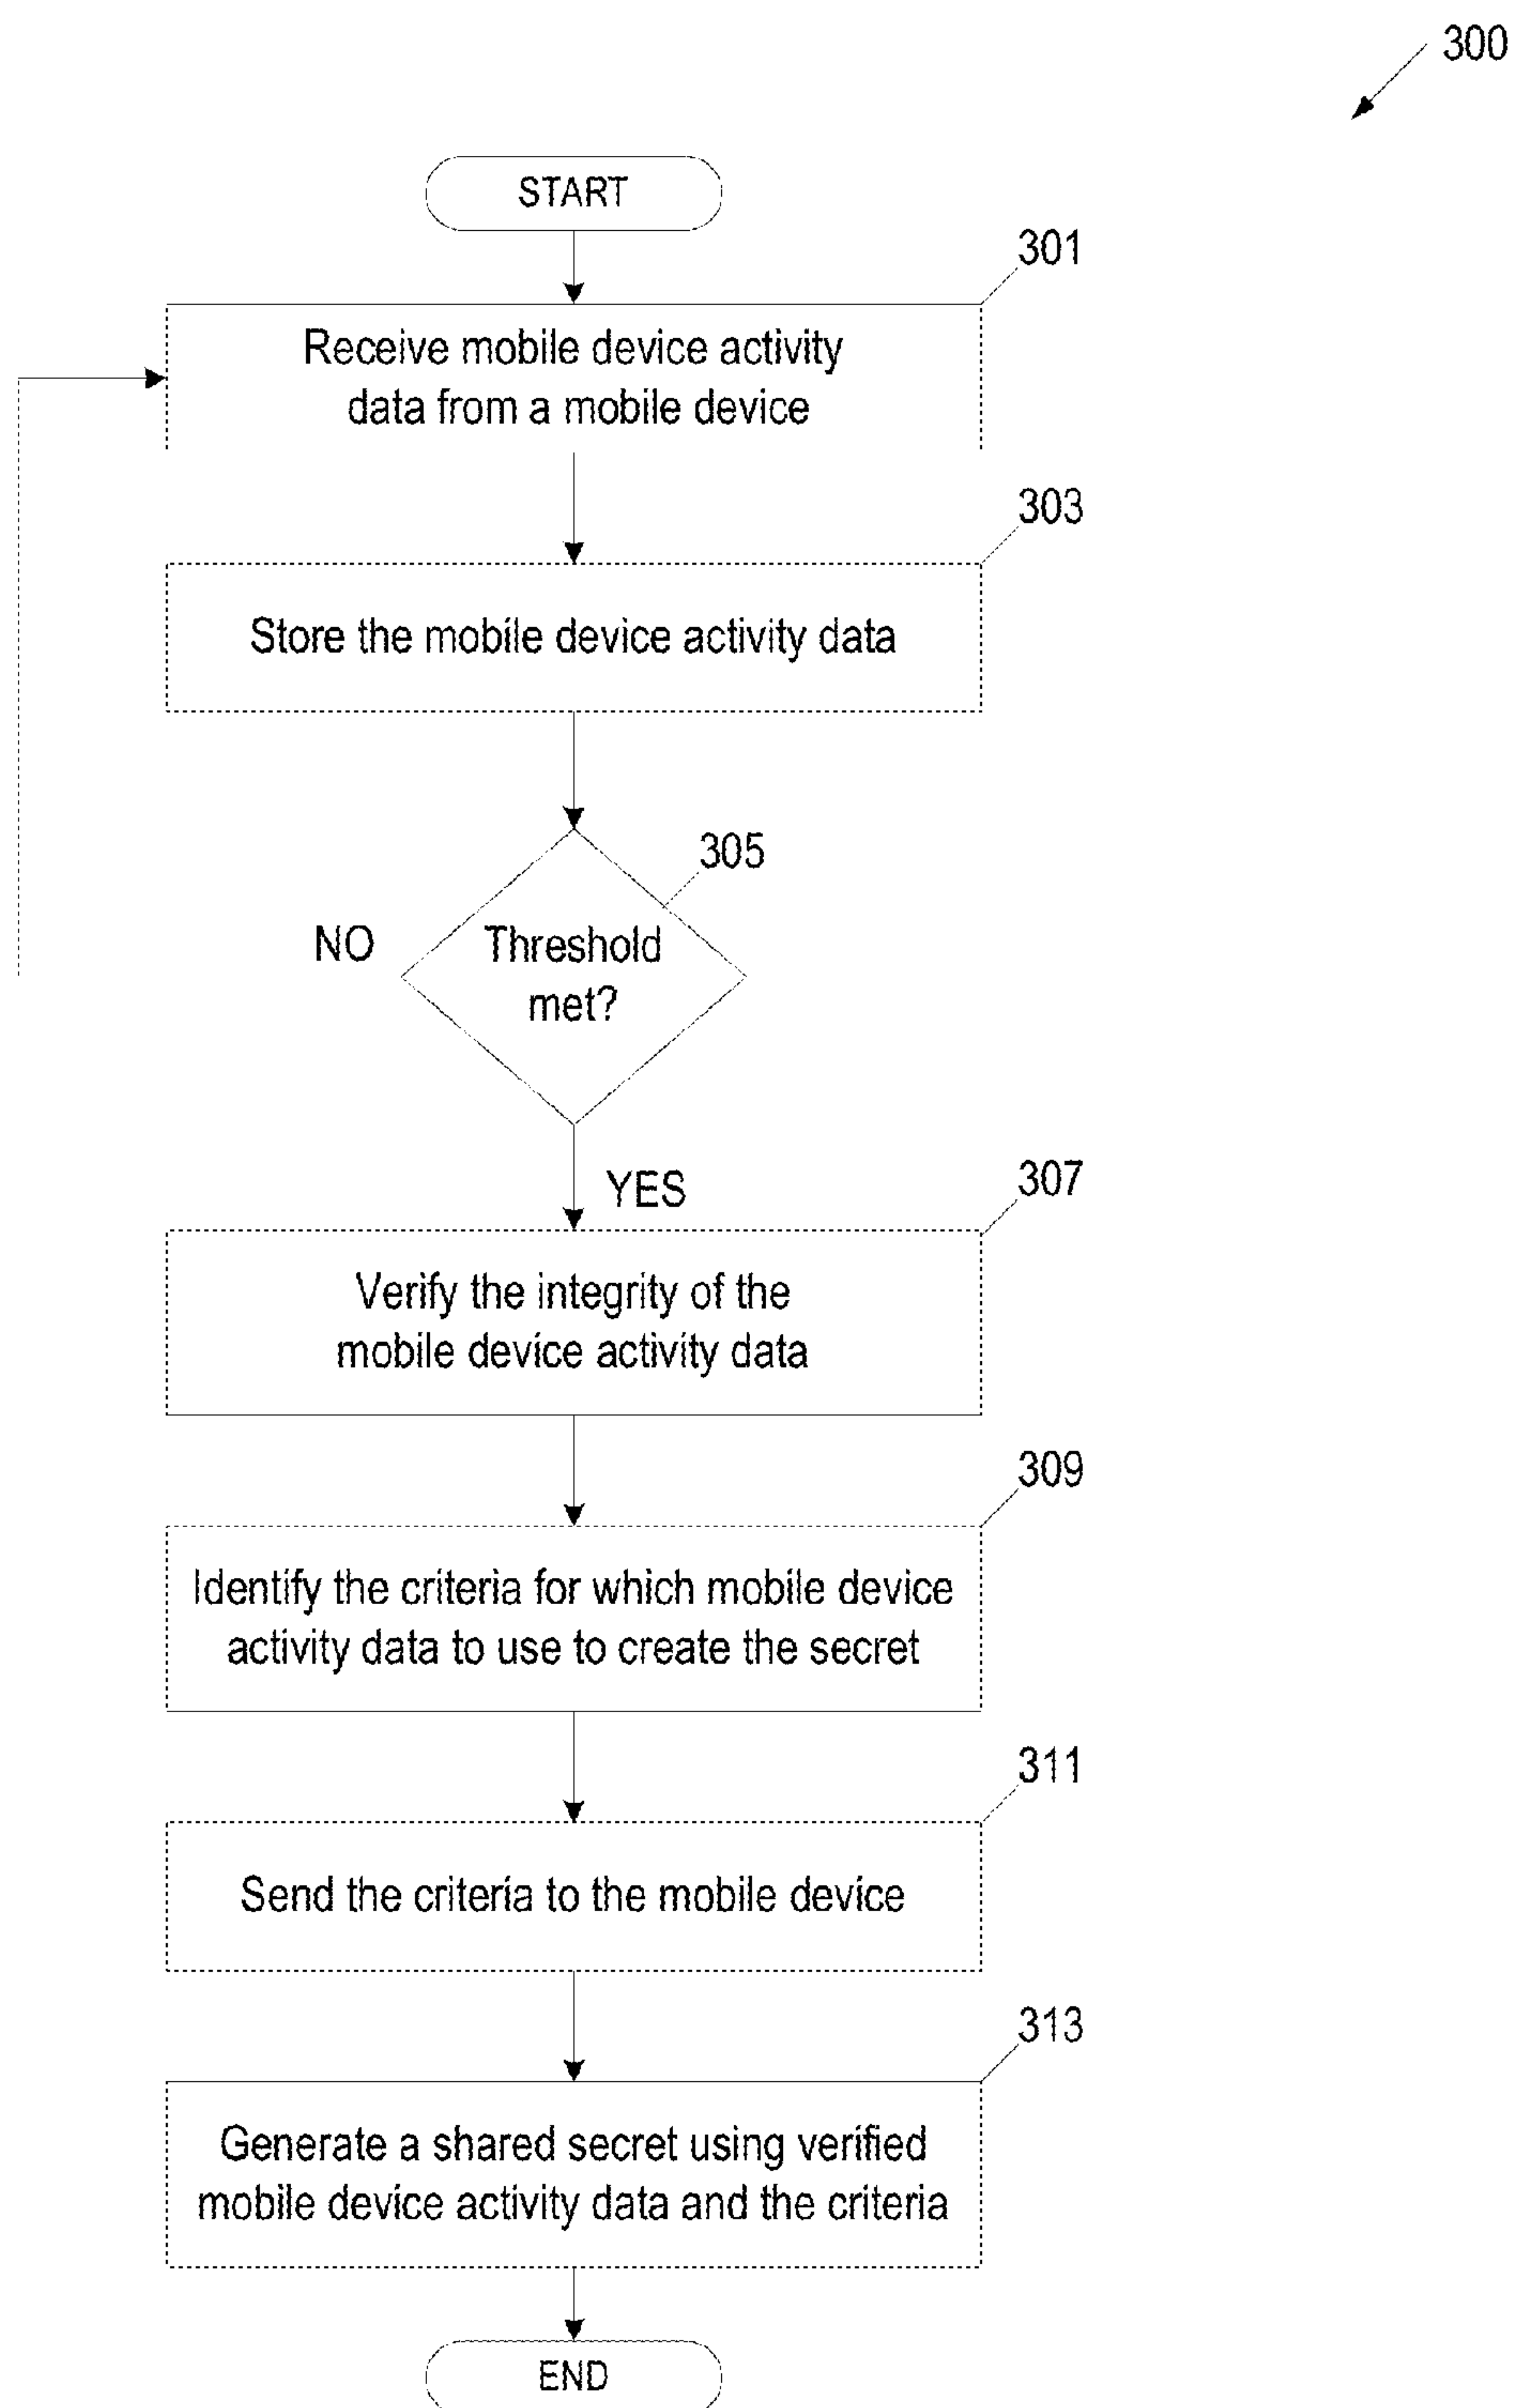 300
START
301
Receive mobile device activity
data from a mobile device
303
Store the mobile device activity data
305
NO
Threshold
met?
YES
307
Verify the integrity of the
mobile device activity data
309
Identify the criteria for which mobile device
activity data to use to create the secret
311
Send the criteria to the mobile device
313
Generate a shared secret using verified
mobile device activity data and the criteria
END